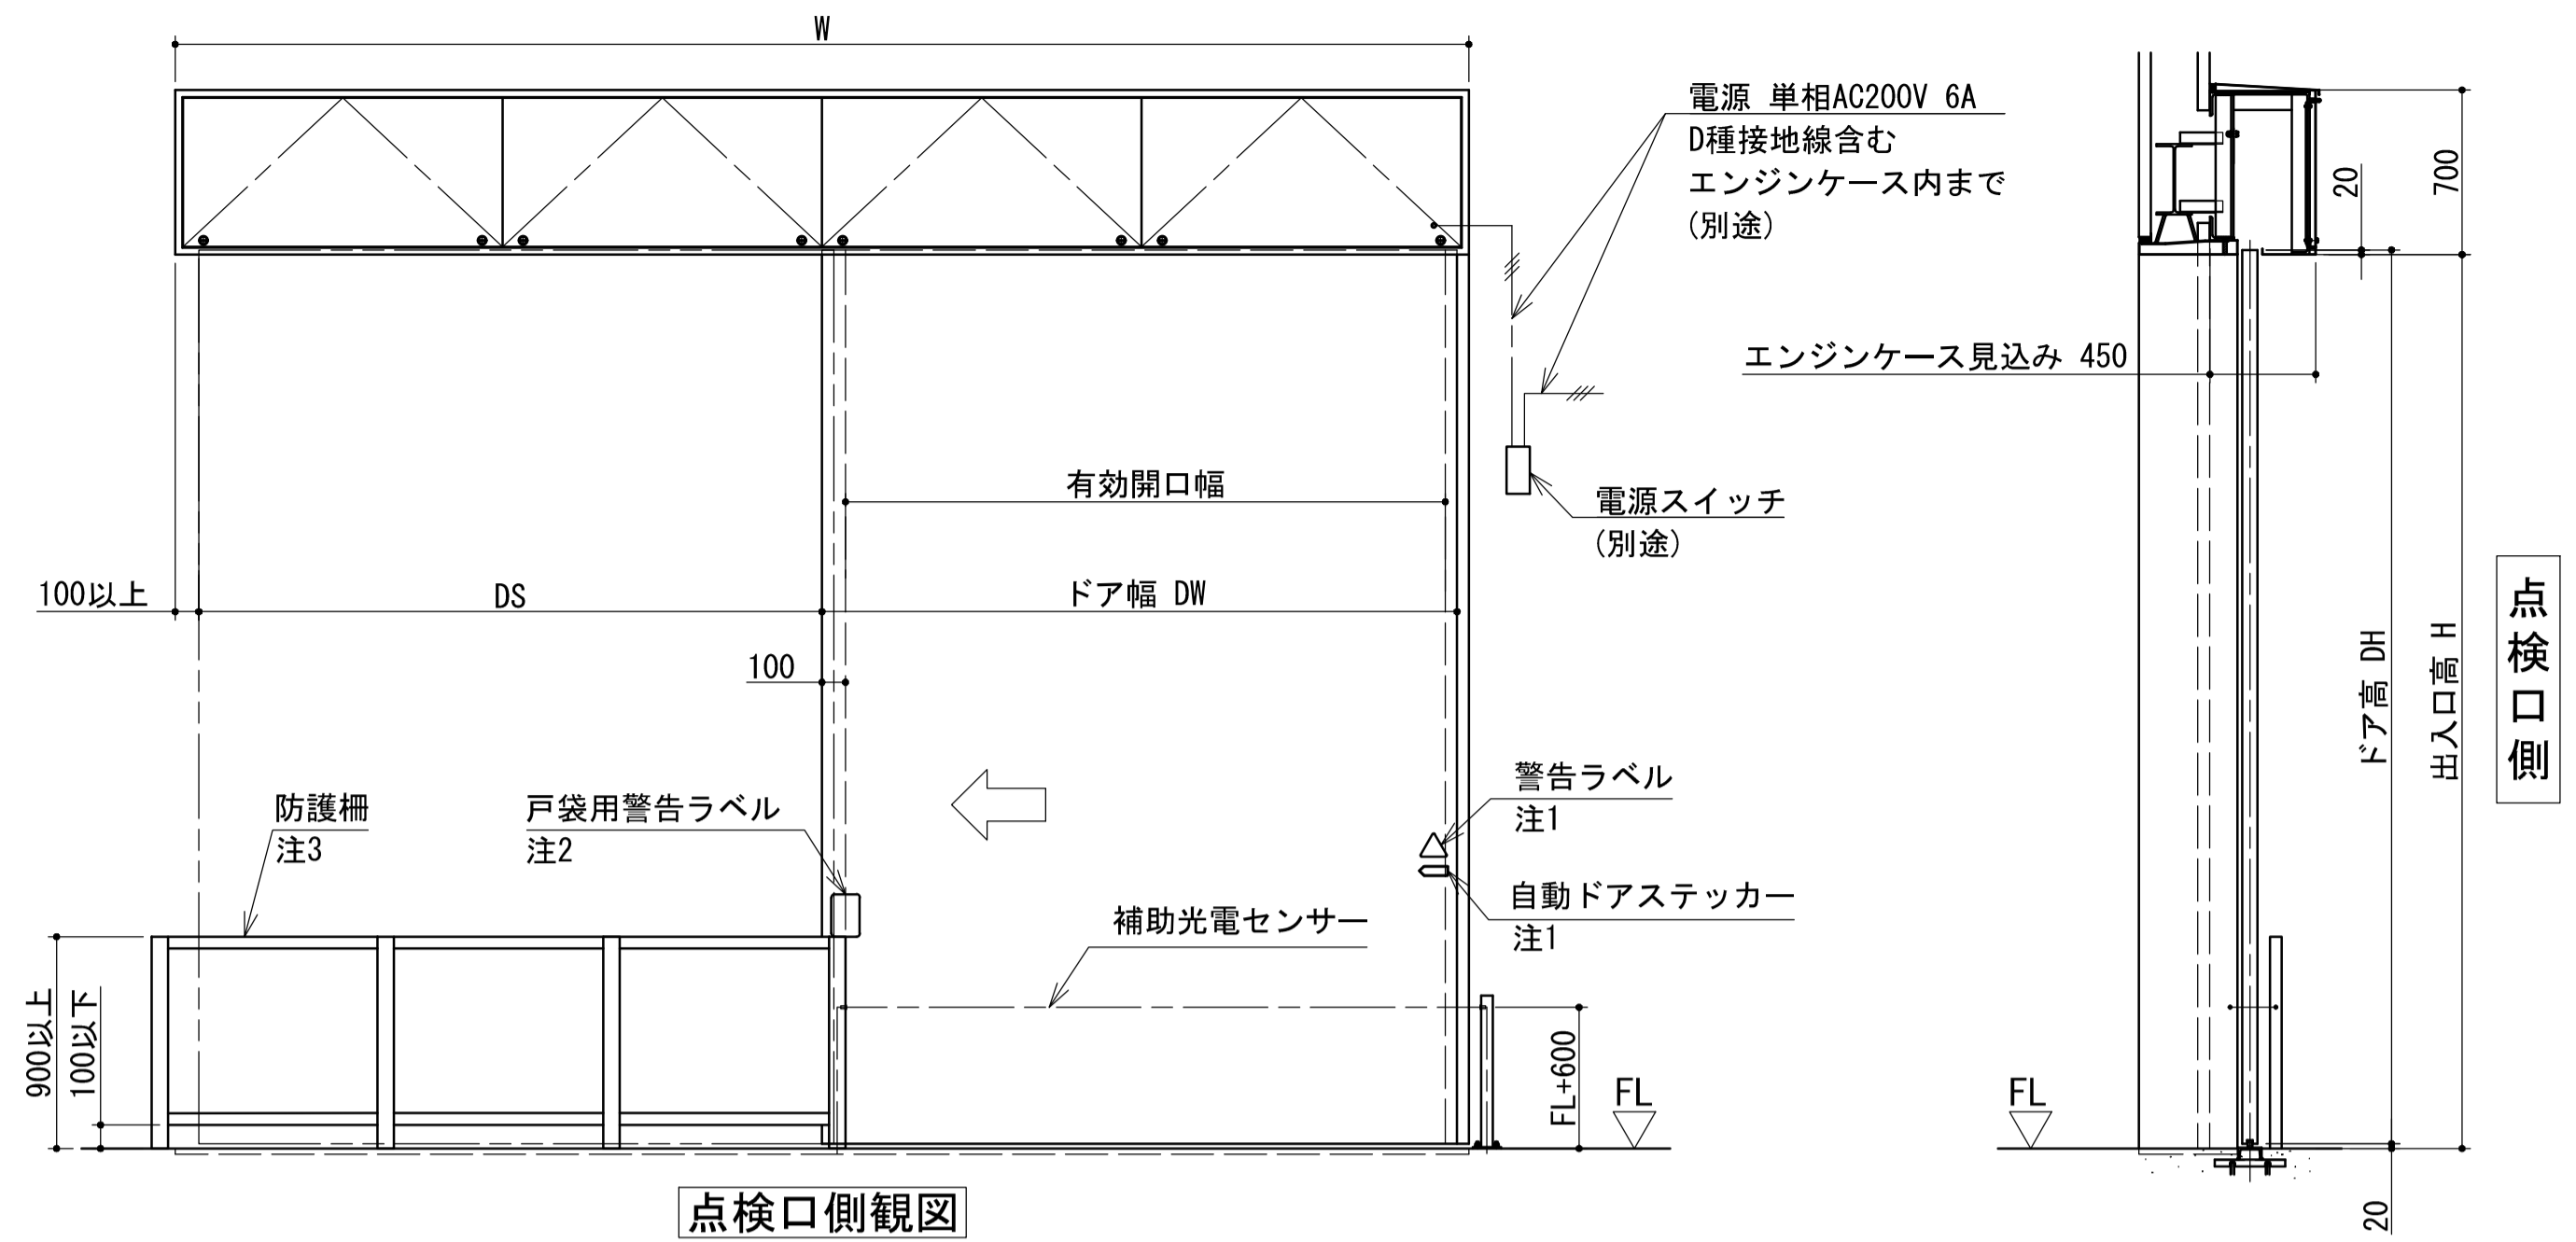 W
電源 単相AC200V 6A
D種接地線含む
エンジンケース内まで
(別途)
20
700
エンジンケース見込み 450
有効開口幅
電源スイッチ
(別途)
100以上
DS
ドア幅 DW
100
ドア高 DH
出入口高 H
点検口側
防護柵
注3
戸袋用警告ラベル
注2
警告ラベル
注1
自動ドアステッカー
注1
補助光電センサー
900以上
100以下
FL+600
FL
FL
20
点検口側観図